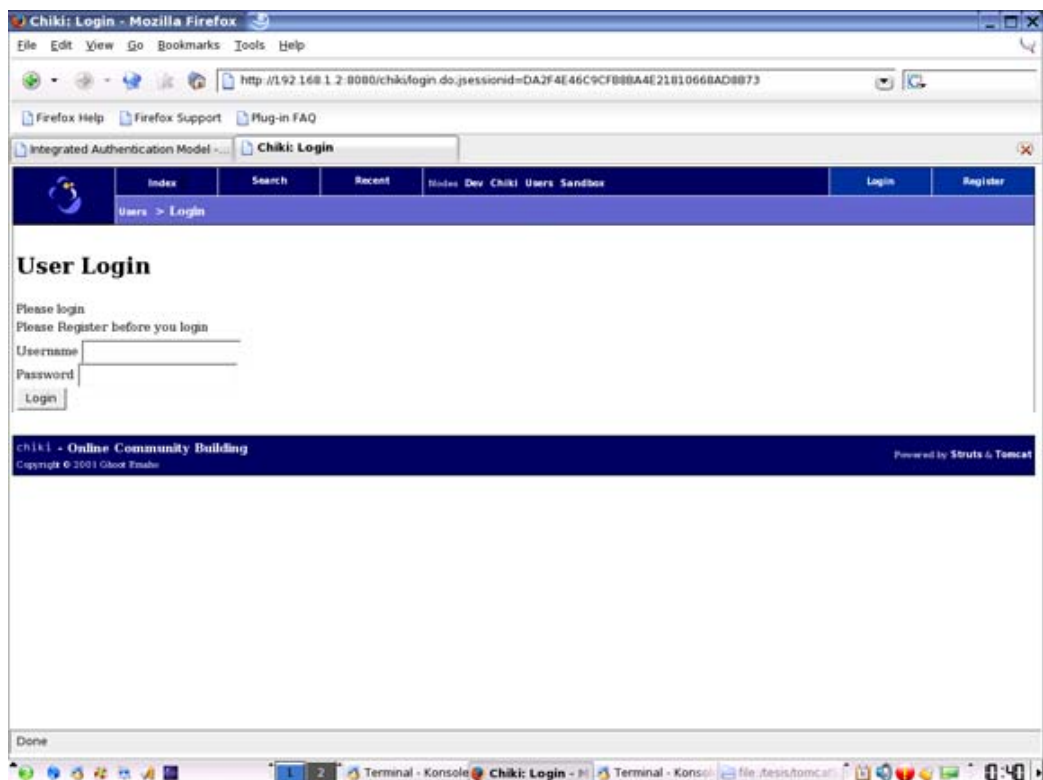 Chiki: Login - Mozilla Firefox
File Edit View Go Bookmarks Tools Help
http://192.168.1.2:8080/chiki/login.do;jsessionid=DA2F4E46C9CFB8BA4E21810668AD8B73
Firefox Help Firefox Support Plug-in FAQ
Integrated Authentication Model -... Chiki: Login
Index Search Recent Nodes Dev Chiki Users Sandbox Login Register
Users > Login
User Login
Please login
Please Register before you login
Username
Password
Login
chiki - Online Community Building
Copyright © 2001 Ghoot Emaho
Powered by Struts & Tomcat
Done
1 2 Terminal - Konsole Chiki: Login - M Terminal - Konsol file:/tesis/tomcat 0:40